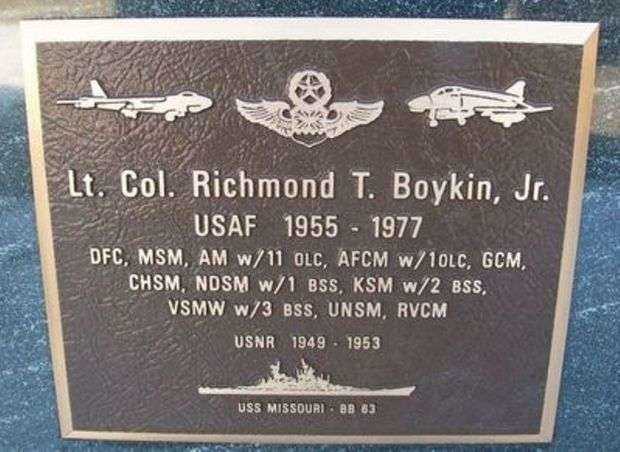 Lt. Col. Richmond T. Boykin, Jr.
USAF 1955 - 1977
DFC, MSM, AM w/11 OLC, AFCM w/1OLC, GCM,
CHSM, NDSM w/1 BSS, KSM w/2 BSS,
VSMW w/3 BSS, UNSM, RVCM
USNR 1949 - 1953
USS MISSOURI - BB 63